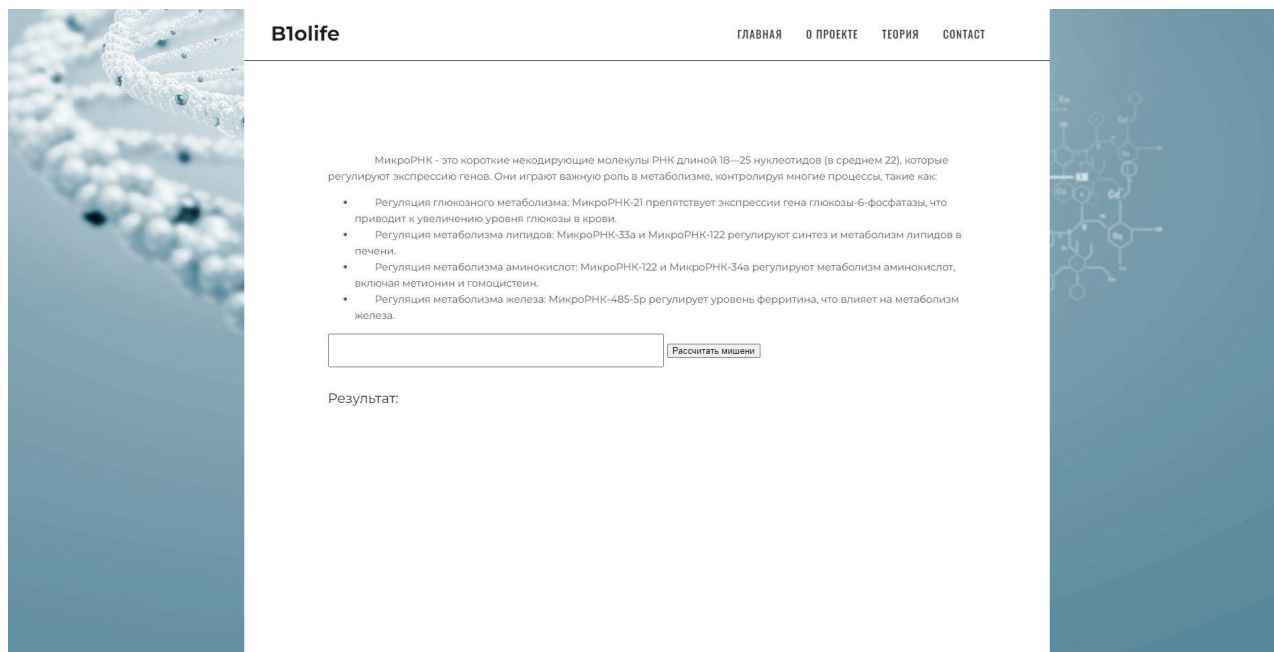 B1olife
ГЛАВНАЯ О ПРОЕКТЕ ТЕОРИЯ CONTACT
МикроРНК - это короткие некодирующие молекулы РНК длиной 18—25 нуклеотидов (в среднем 22), которые
регулируют экспрессию генов. Они играют важную роль в метаболизме, контролируя многие процессы, такие как:
• Регуляция глюкозного метаболизма: МикроРНК-21 препятствует экспрессии гена глюкозы-6-фосфатазы, что
приводит к увеличению уровня глюкозы в крови.
• Регуляция метаболизма липидов: МикроРНК-33a и МикроРНК-122 регулируют синтез и метаболизм липидов в
печени.
• Регуляция метаболизма аминокислот: МикроРНК-122 и МикроРНК-34a регулируют метаболизм аминокислот,
включая метионин и гомоцистеин.
• Регуляция метаболизма железа: МикроРНК-485-5p регулирует уровень ферритина, что влияет на метаболизм
железа.
Рассчитать мишени
Результат: